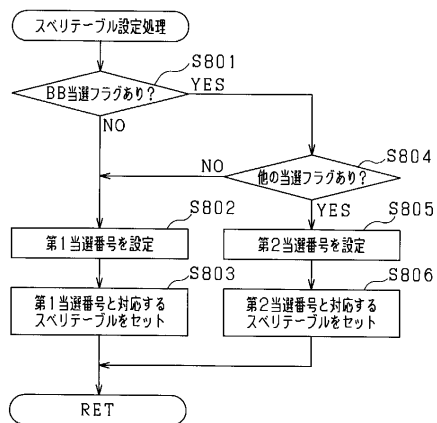 スベリテーブル設定処理
S801
BB当選フラグあり？
YES
NO
S804
NO
他の当選フラグあり？
S802
YES
S805
第1当選番号を設定
第2当選番号を設定
S803
S806
第1当選番号と対応する
スベリテーブルをセット
第2当選番号と対応する
スベリテーブルをセット
RET